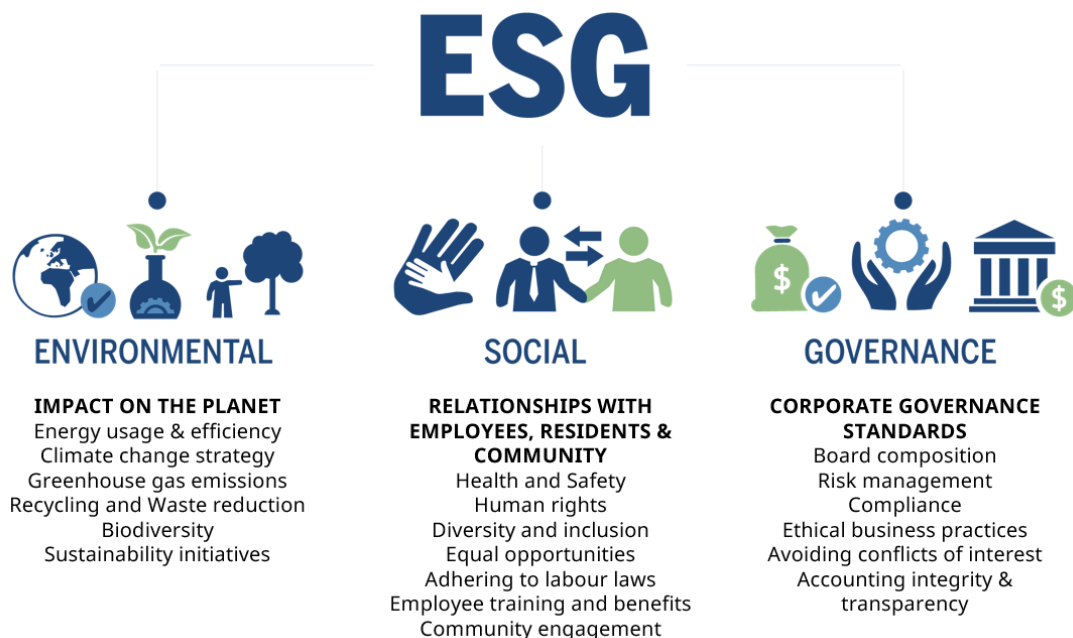 ESG
ENVIRONMENTAL
IMPACT ON THE PLANET
Energy usage & efficiency
Climate change strategy
Greenhouse gas emissions
Recycling and Waste reduction
Biodiversity
Sustainability initiatives
SOCIAL
RELATIONSHIPS WITH
EMPLOYEES, RESIDENTS &
COMMUNITY
Health and Safety
Human rights
Diversity and inclusion
Equal opportunities
Adhering to labour laws
Employee training and benefits
Community engagement
$
$
GOVERNANCE
CORPORATE GOVERNANCE
STANDARDS
Board composition
Risk management
Compliance
Ethical business practices
Avoiding conflicts of interest
Accounting integrity &
transparency